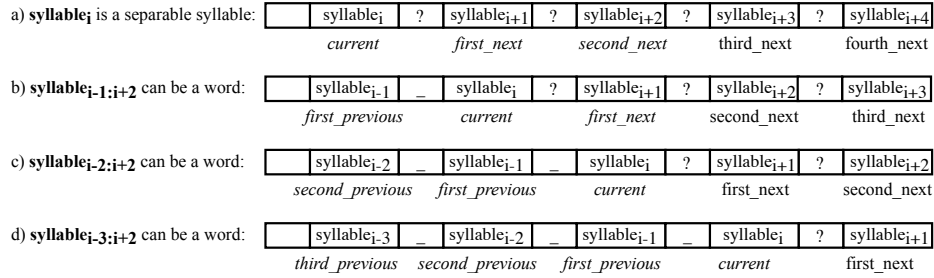 a) syllableᵢ is a separable syllable: syllableᵢ ? syllableᵢ₊₁ ? syllableᵢ₊₂ ? syllableᵢ₊₃ ? syllableᵢ₊₄
current first_next second_next third_next fourth_next
b) syllableᵢ₋₁:ᵢ₊₂ can be a word: syllableᵢ₋₁ _ syllableᵢ ? syllableᵢ₊₁ ? syllableᵢ₊₂ ? syllableᵢ₊₃
first_previous current first_next second_next third_next
c) syllableᵢ₋₂:ᵢ₊₂ can be a word: syllableᵢ₋₂ _ syllableᵢ₋₁ _ syllableᵢ ? syllableᵢ₊₁ ? syllableᵢ₊₂
second_previous first_previous current first_next second_next
d) syllableᵢ₋₃:ᵢ₊₂ can be a word: syllableᵢ₋₃ _ syllableᵢ₋₂ _ syllableᵢ₋₁ _ syllableᵢ ? syllableᵢ₊₁
third_previous second_previous first_previous current first_next